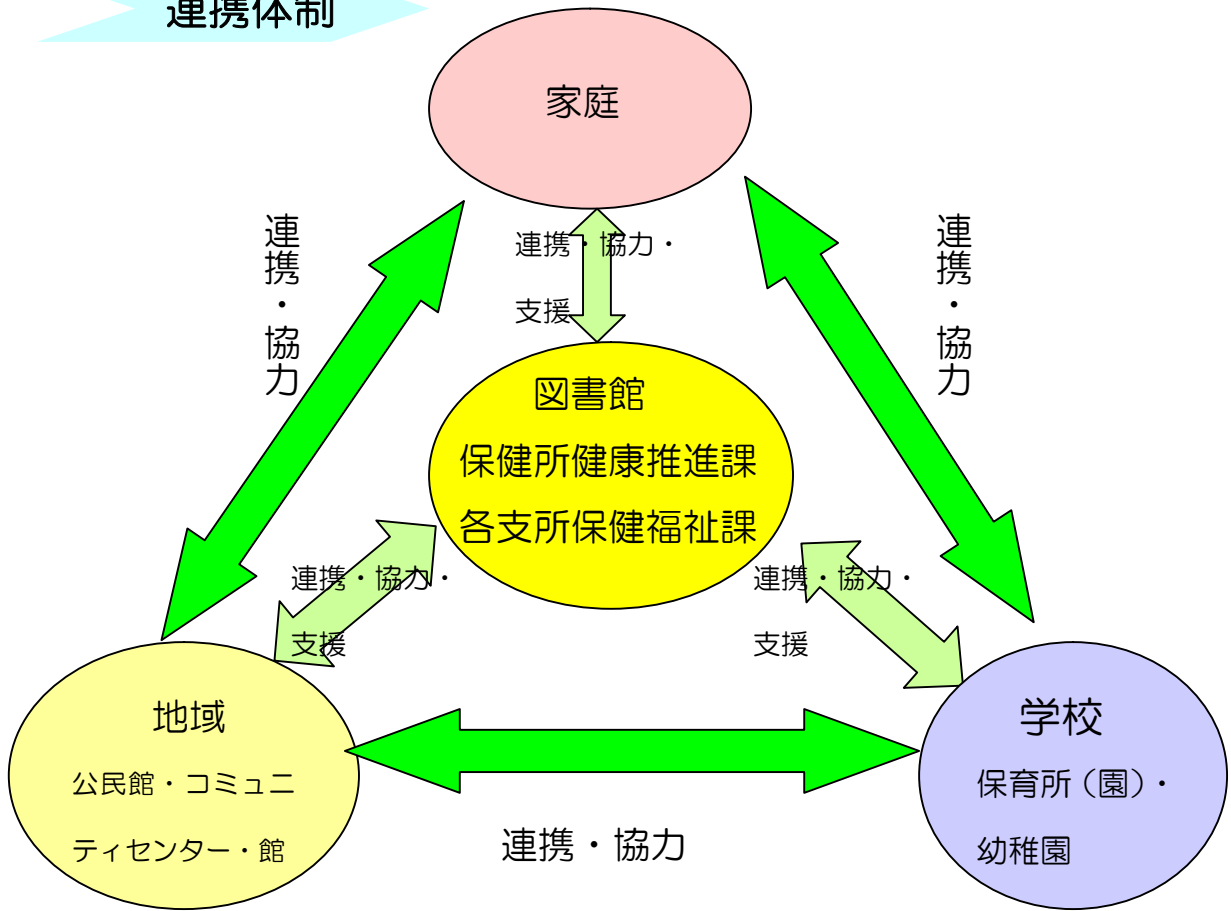 連携体制
家庭
連携・協力
連携・協力・
支援
連携・協力
図書館
保健所健康推進課
各支所保健福祉課
連携・協力・
支援
連携・協力・
支援
地域
公民館・コミュニ
ティセンター・館
連携・協力
学校
保育所（園）・
幼稚園